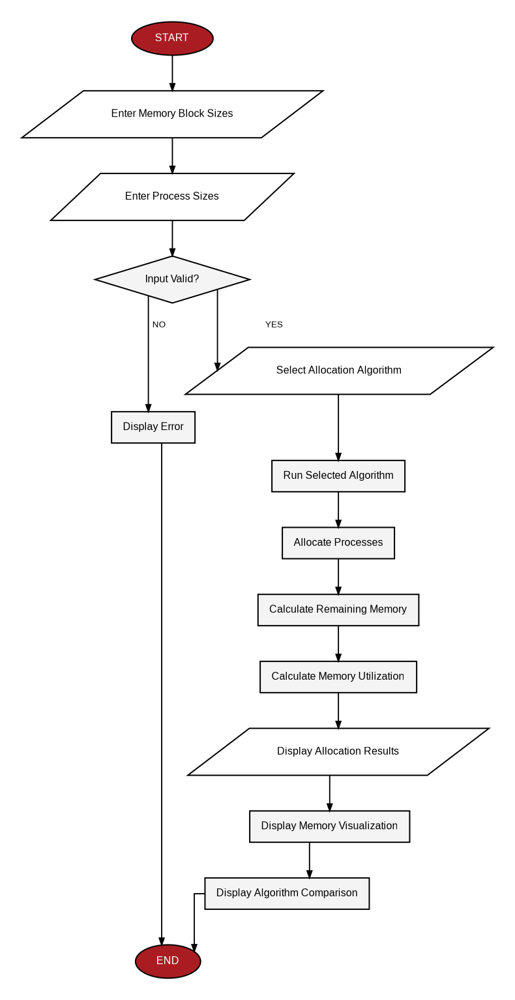 START
Enter Memory Block Sizes
Enter Process Sizes
Input Valid?
NO
YES
Select Allocation Algorithm
Display Error
Run Selected Algorithm
Allocate Processes
Calculate Remaining Memory
Calculate Memory Utilization
Display Allocation Results
Display Memory Visualization
Display Algorithm Comparison
END